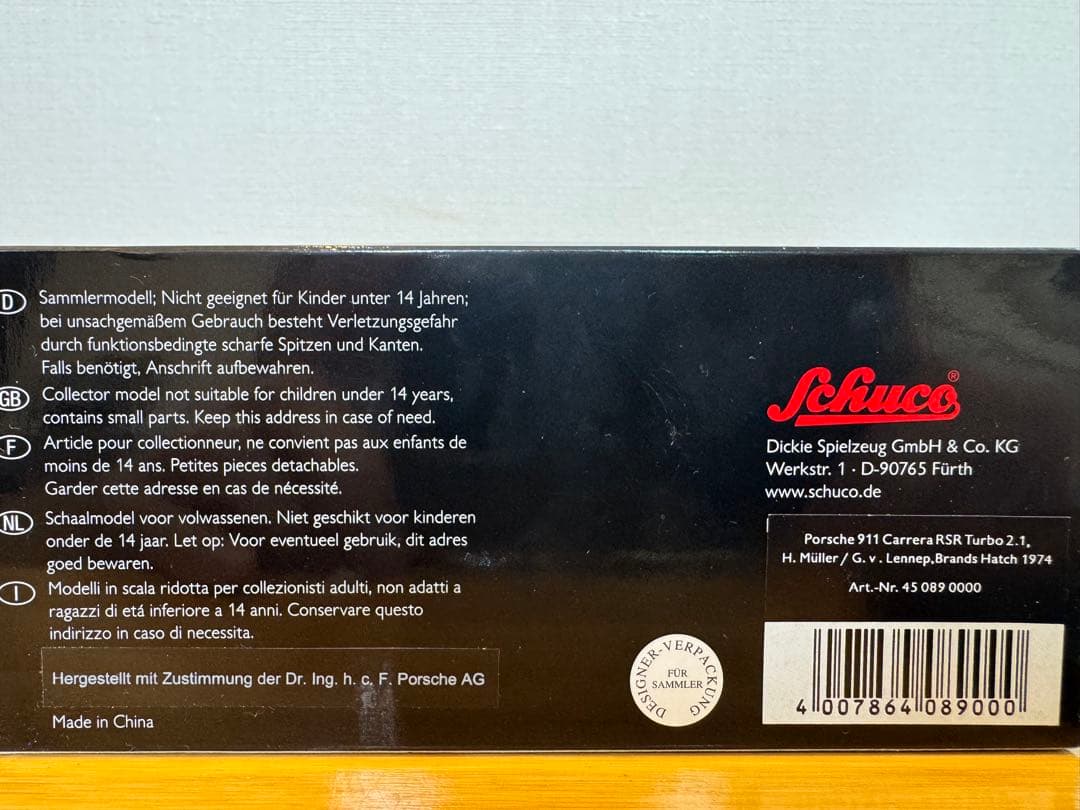 D Sammlermodell; Nicht geeignet für Kinder unter 14 Jahren;
bei unsachgemäßem Gebrauch besteht Verletzungsgefahr
durch funktionsbedingte scharfe Spitzen und Kanten.
Falls benötigt, Anschrift aufbewahren.
GB Collector model not suitable for children under 14 years,
contains small parts. Keep this address in case of need.
F Article pour collectionneur, ne convient pas aux enfants de
moins de 14 ans. Petites pieces detachables.
Garder cette adresse en cas de nécessité.
NL Schaalmodel voor volwassenen. Niet geschikt voor kinderen
onder de 14 jaar. Let op: Voor eventueel gebruik, dit adres
goed bewaren.
I Modelli in scala ridotta per collezionisti adulti, non adatti a
ragazzi di etá inferiore a 14 anni. Conservare questo
indirizzo in caso di necessita.
Hergestellt mit Zustimmung der Dr. Ing. h. c. F. Porsche AG
Made in China
DESIGNER-VERPACKUNG
FÜR
SAMMLER
Schuco®
Dickie Spielzeug GmbH & Co. KG
Werkstr. 1 · D-90765 Fürth
www.schuco.de
Porsche 911 Carrera RSR Turbo 2.1,
H. Müller / G. v. Lennep, Brands Hatch 1974
Art.-Nr. 45 089 0000
4 007864 089000